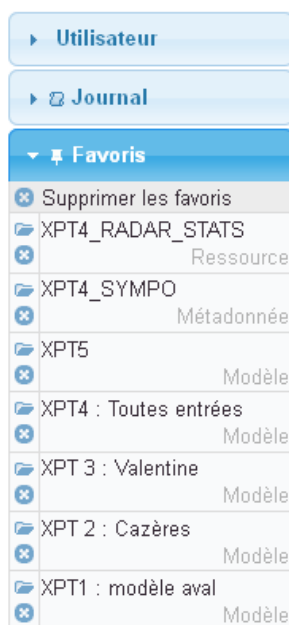 Utilisateur
Journal
Favoris
Supprimer les favoris
XPT4_RADAR_STATS
Ressource
XPT4_SYMPO
Métadonnée
XPT5
Modèle
XPT4 : Toutes entrées
Modèle
XPT 3 : Valentine
Modèle
XPT 2 : Cazères
Modèle
XPT1 : modèle aval
Modèle